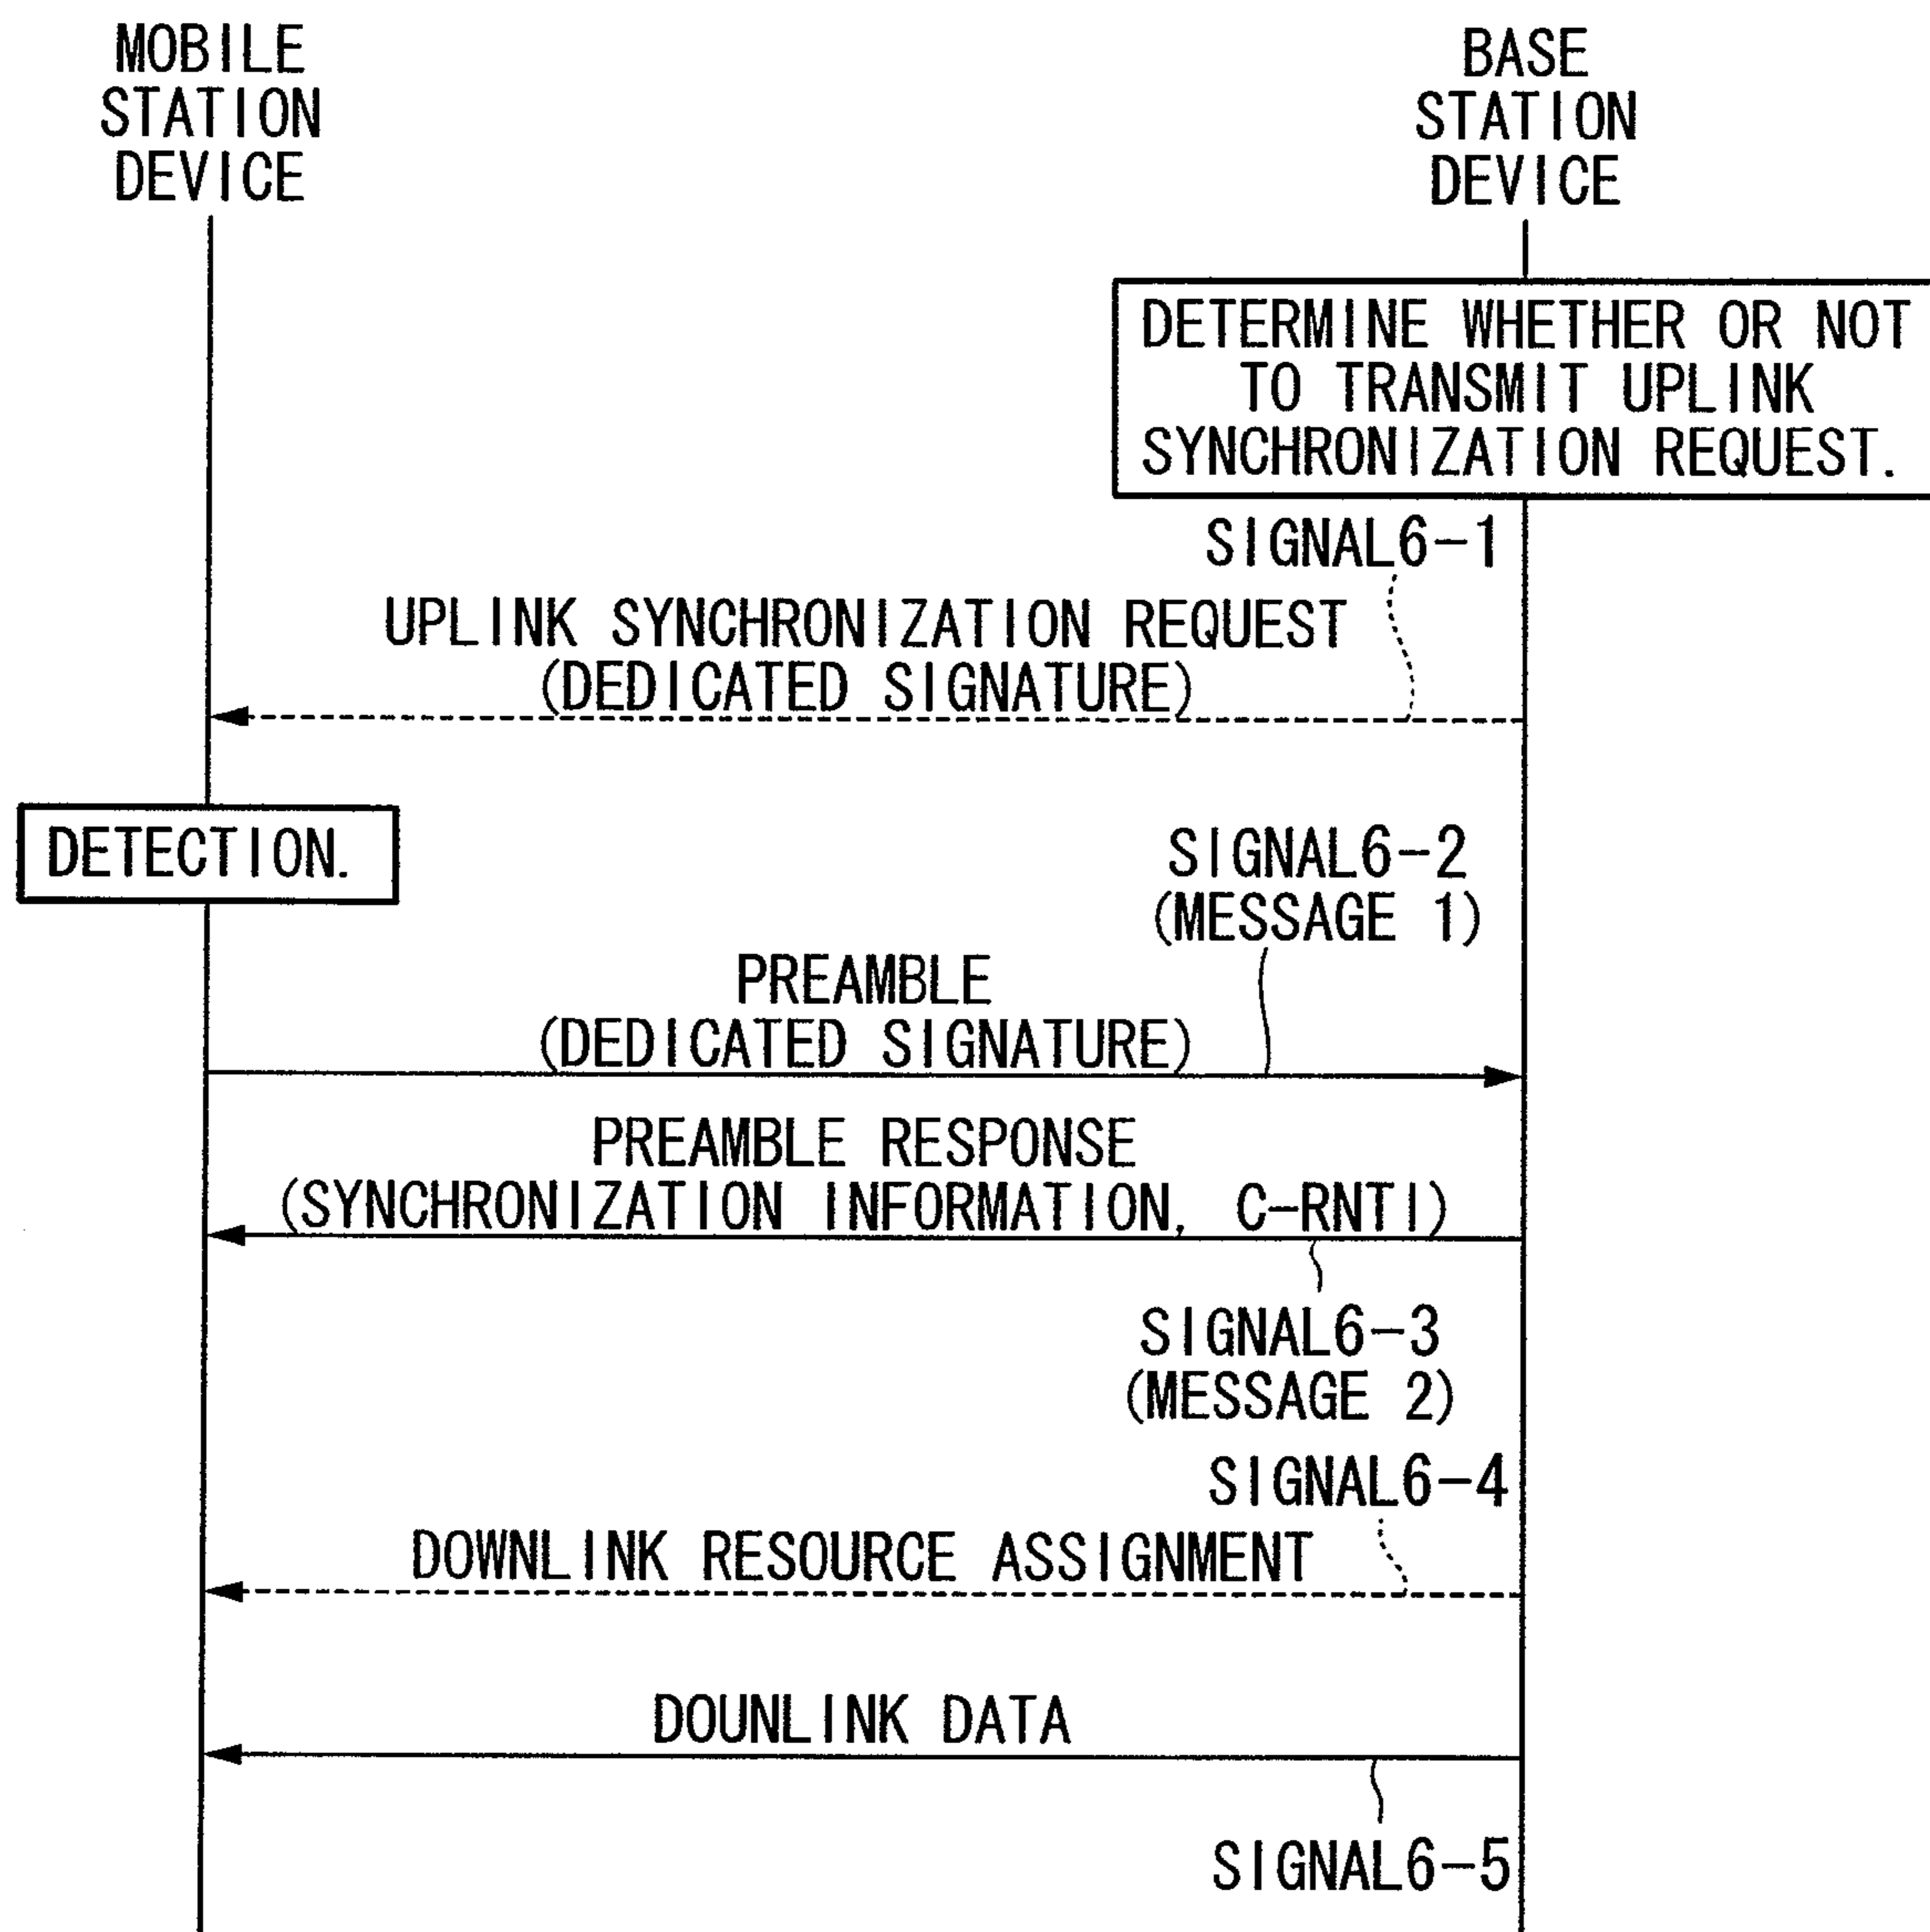 MOBILE
STATION
DEVICE
BASE
STATION
DEVICE
DETERMINE WHETHER OR NOT
TO TRANSMIT UPLINK
SYNCHRONIZATION REQUEST.
SIGNAL6-1
UPLINK SYNCHRONIZATION REQUEST
(DEDICATED SIGNATURE)
DETECTION.
SIGNAL6-2
(MESSAGE 1)
PREAMBLE
(DEDICATED SIGNATURE)
PREAMBLE RESPONSE
(SYNCHRONIZATION INFORMATION, C-RNTI)
SIGNAL6-3
(MESSAGE 2)
SIGNAL6-4
DOWNLINK RESOURCE ASSIGNMENT
DOUNLINK DATA
SIGNAL6-5